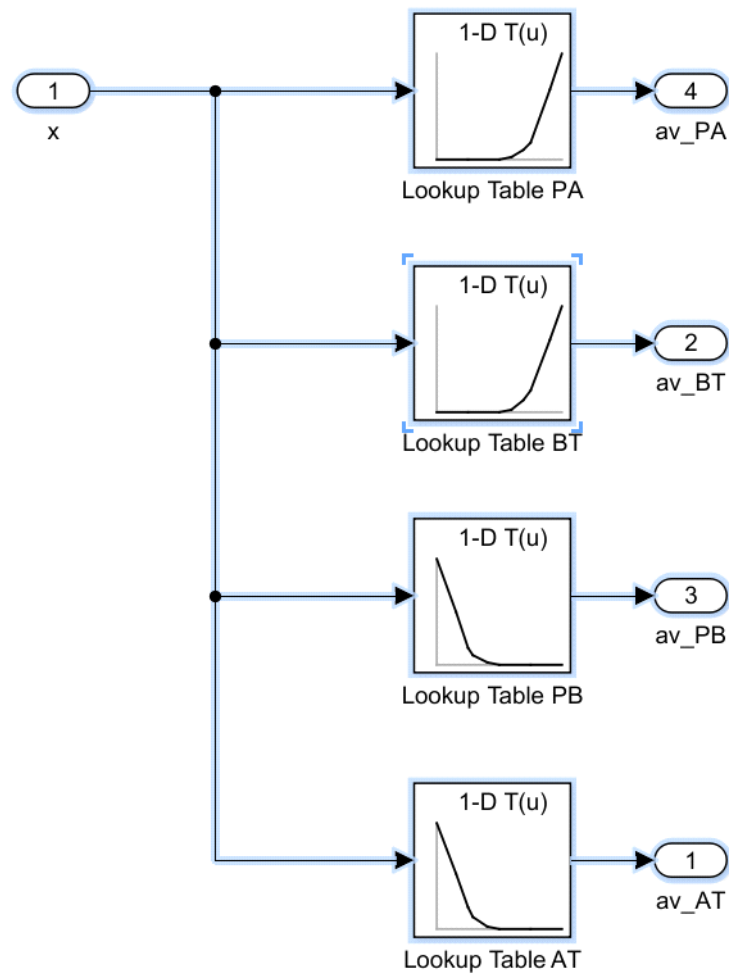 1-D T(u)
1
4
x
av_PA
Lookup Table PA
1-D T(u)
2
av_BT
Lookup Table BT
1-D T(u)
3
av_PB
Lookup Table PB
1-D T(u)
1
av_AT
Lookup Table AT